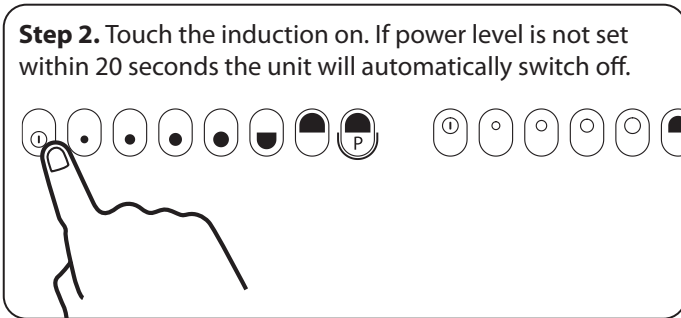 Step 2. Touch the induction on. If power level is not set
within 20 seconds the unit will automatically switch off.
P